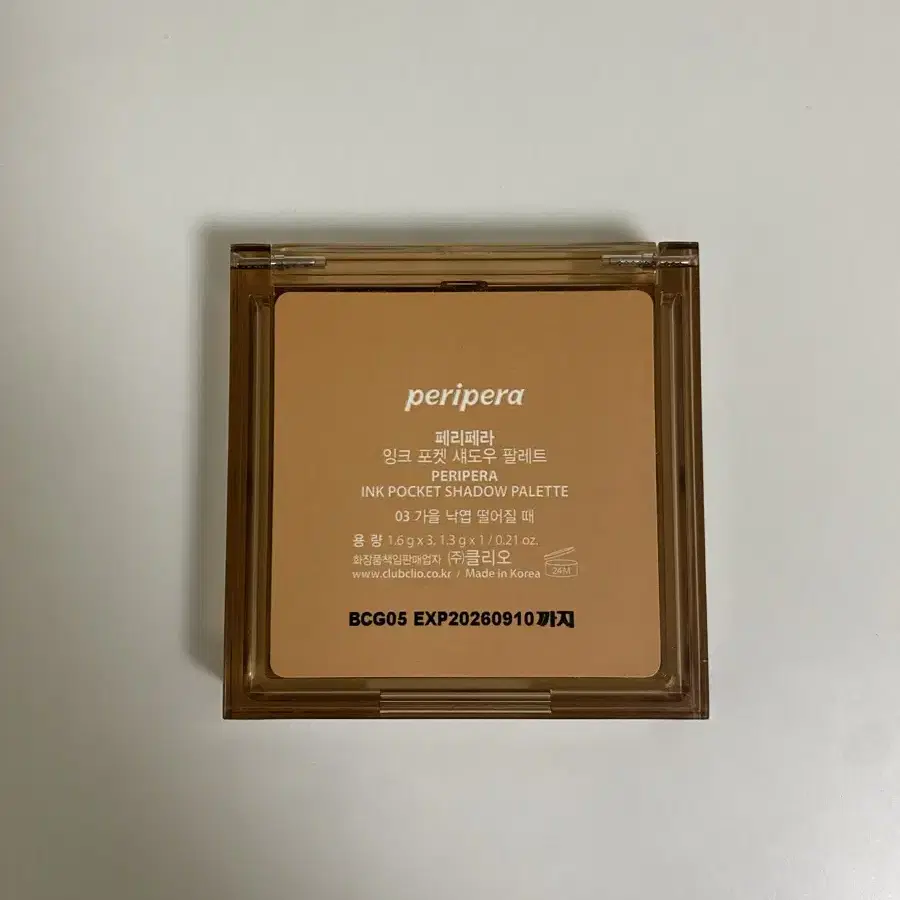 peripera
페리페라
잉크 포켓 섀도우 팔레트
PERIPERA
INK POCKET SHADOW PALETTE
03 가을 낙엽 떨어질 때
용 량 1.6 g x 3, 1.3 g x 1 / 0.21 oz.
화장품책임판매업자 ㈜클리오
www.clubclio.co.kr / Made in Korea 24M
BCG05 EXP20260910까지